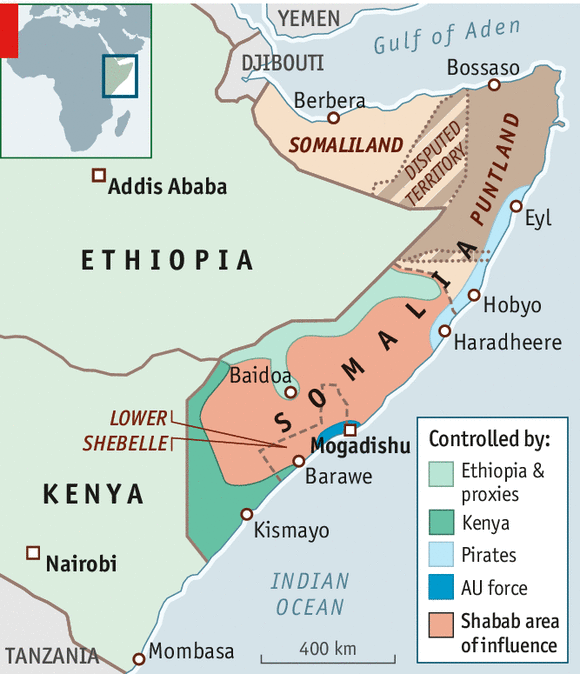 YEMEN
Gulf of Aden
DJIBOUTI
Bossaso
Berbera
SOMALILAND
DISPUTED
TERRITORY
PUNTLAND
Addis Ababa
Eyl
ETHIOPIA
Hobyo
Haradheere
SOMALIA
Baidoa
LOWER
SHEBELLE
Mogadishu
Barawe
KENYA
Kismayo
Nairobi
INDIAN
OCEAN
Mombasa
TANZANIA
400 km
Controlled by:
Ethiopia &
proxies
Kenya
Pirates
AU force
Shabab area
of influence